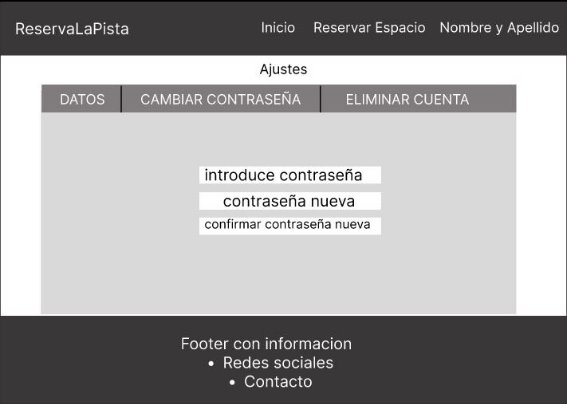 ReservaLaPista Inicio Reservar Espacio Nombre y Apellido
Ajustes
DATOS CAMBIAR CONTRASEÑA ELIMINAR CUENTA
introduce contraseña
contraseña nueva
confirmar contraseña nueva
Footer con informacion
• Redes sociales
• Contacto